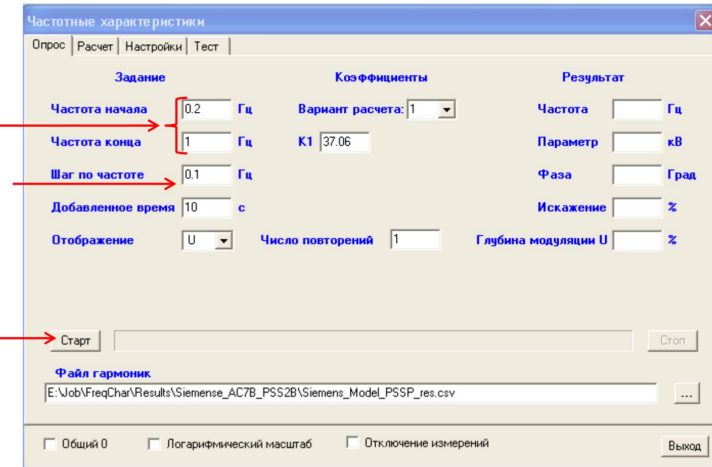 Частотные характеристики
Опрос Расчет Настройки Тест
Задание Коэффициенты Результат
Частота начала 0.2 Гц Вариант расчета: 1 Частота Гц
Частота конца 1 Гц К1 37.06 Параметр кВ
Шаг по частоте 0.1 Гц Фаза Град
Добавленное время 10 с Искажение %
Отображение U Число повторений 1 Глубина модуляции U %
Старт Стоп
Файл гармоник
E:\Job\FreqChar\Results\Siemense_AC7B_PSS2B\Siemens_Model_PSSP_res.csv ...
Общий 0 Логарифмический масштаб Отключение измерений Выход